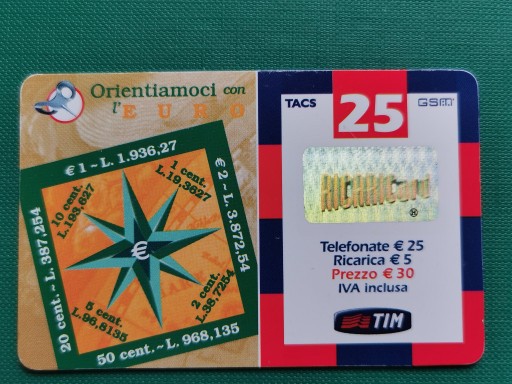 Orientiamoci con
l'EURO
€ 1 ~ L. 1.936,27
1 cent.
L.19,3627
€ 2 ~ L. 3.872,54
10 cent.
L.193,627
20 cent. ~ L. 387,254
€
5 cent.
L.96,8135
2 cent.
L.38,7254
50 cent. ~ L. 968,135
TACS 25 GSM
RICARICard
®
Telefonate € 25
Ricarica € 5
Prezzo € 30
IVA inclusa
TIM